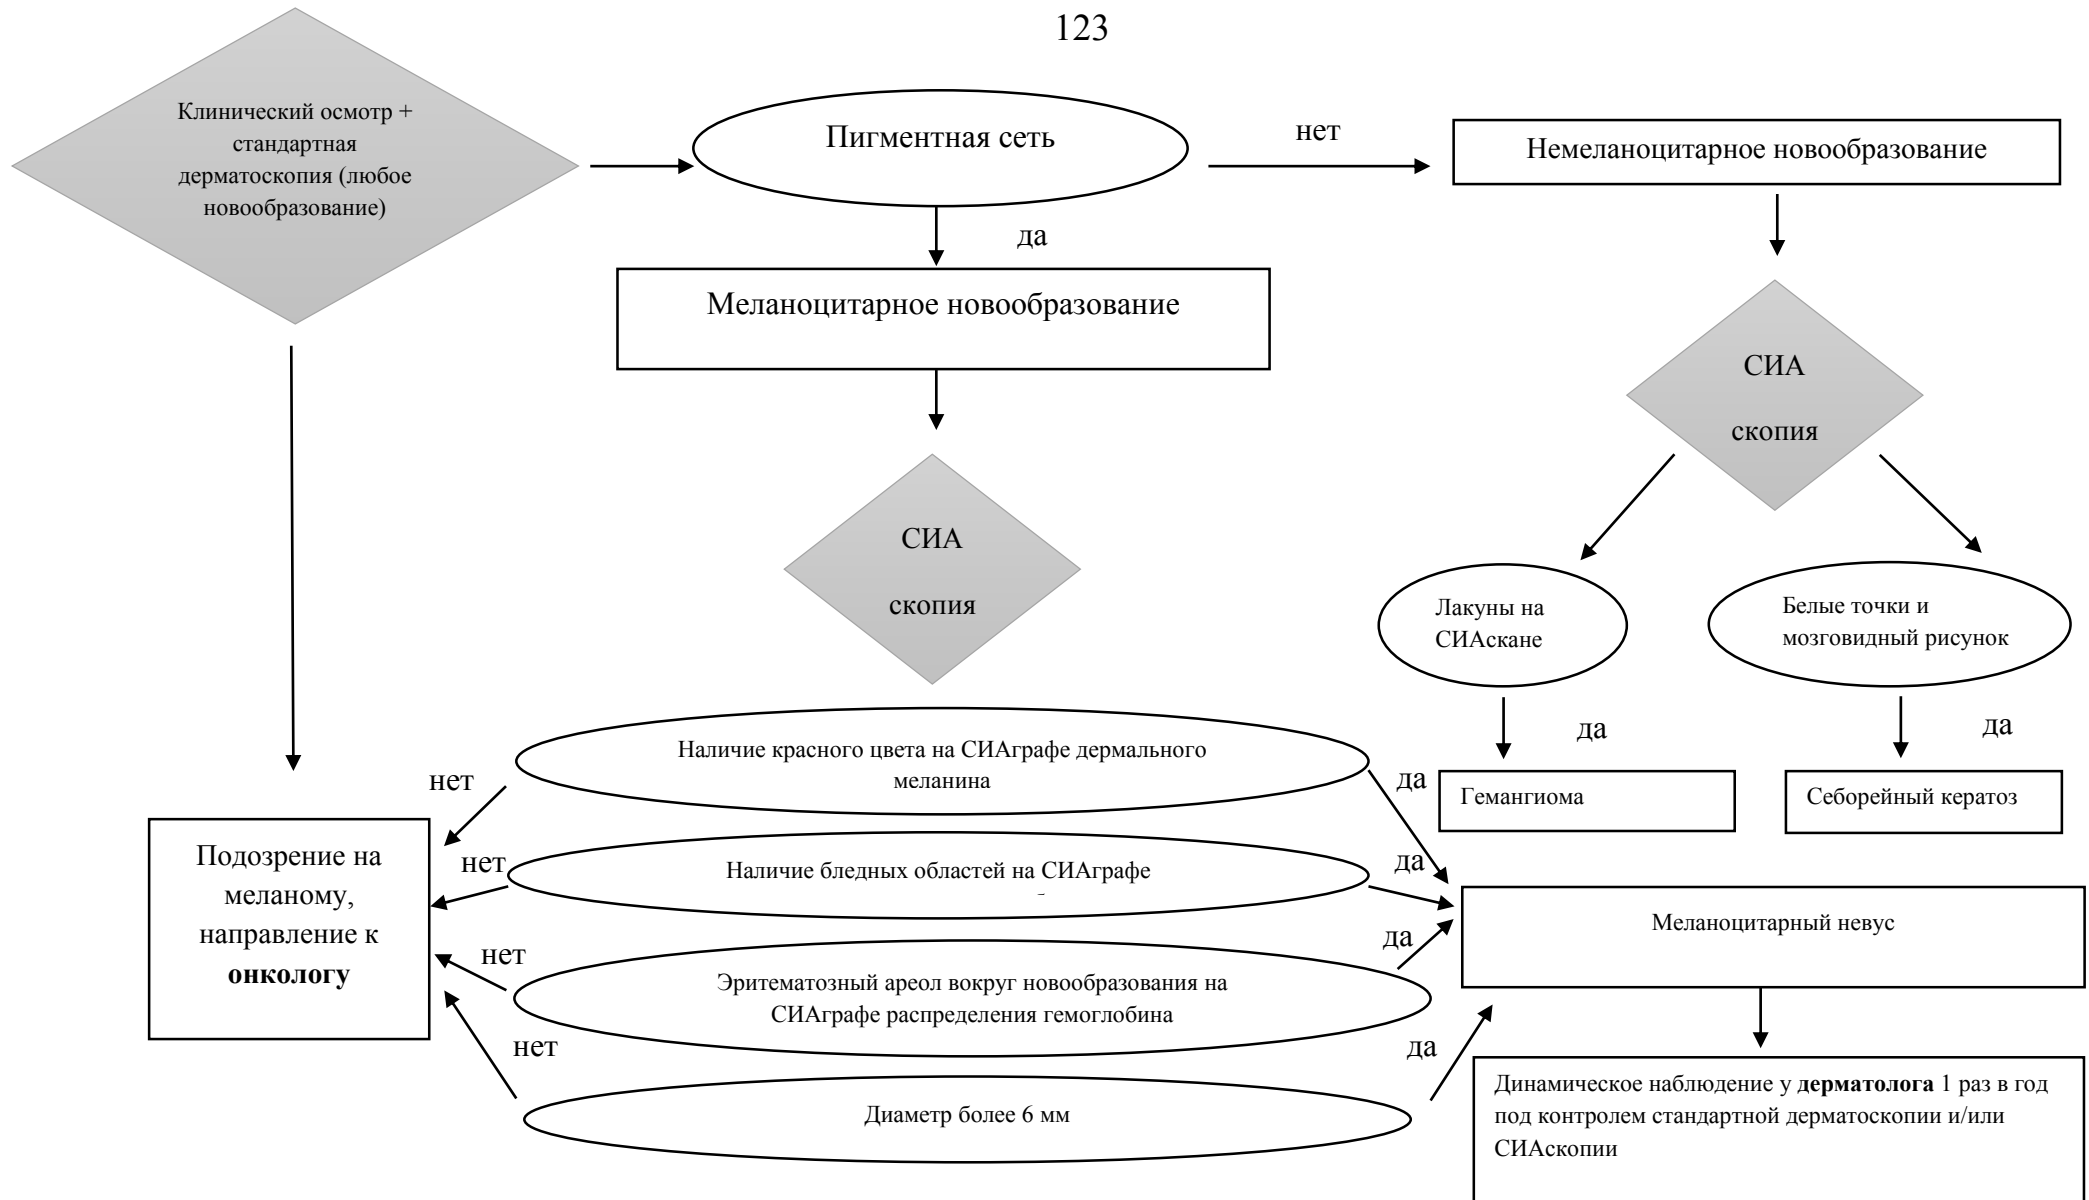 123
Клинический осмотр +
стандартная
дерматоскопия (любое
новообразование)
Пигментная сеть
нет
Немеланоцитарное новообразование
да
Меланоцитарное новообразование
СИА
скопия
СИА
скопия
Лакуны на
СИАскане
Белые точки и
мозговидный рисунок
да
да
Гемангиома
Себорейный кератоз
нет
Наличие красного цвета на СИАграфе дермального
меланина
да
нет
Наличие бледных областей на СИАграфе
да
Подозрение на
меланому,
направление к
онкологу
нет
Эритематозный ареол вокруг новообразования на
СИАграфе распределения гемоглобина
да
Меланоцитарный невус
нет
Диаметр более 6 мм
да
Динамическое наблюдение у дерматолога 1 раз в год
под контролем стандартной дерматоскопии и/или
СИАскопии